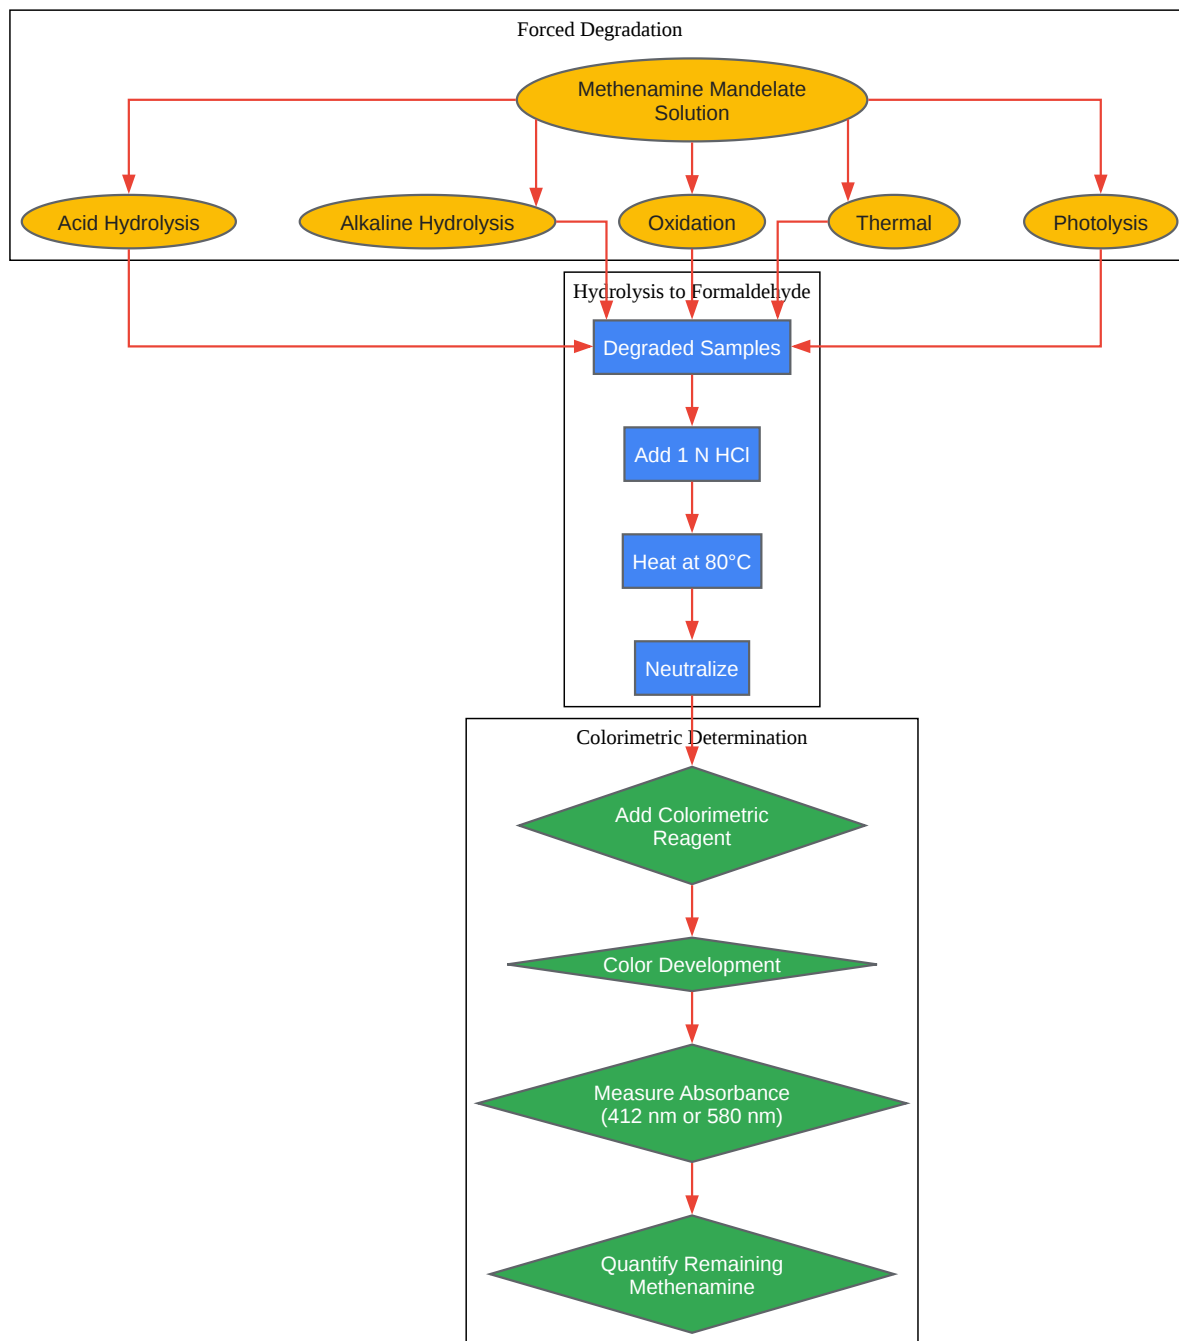 Forced Degradation
Methenamine Mandelate
Solution
Acid Hydrolysis
Alkaline Hydrolysis
Oxidation
Thermal
Photolysis
Hydrolysis to Formaldehyde
Degraded Samples
Add 1 N HCl
Heat at 80°C
Neutralize
Colorimetric Determination
Add Colorimetric
Reagent
Color Development
Measure Absorbance
(412 nm or 580 nm)
Quantify Remaining
Methenamine